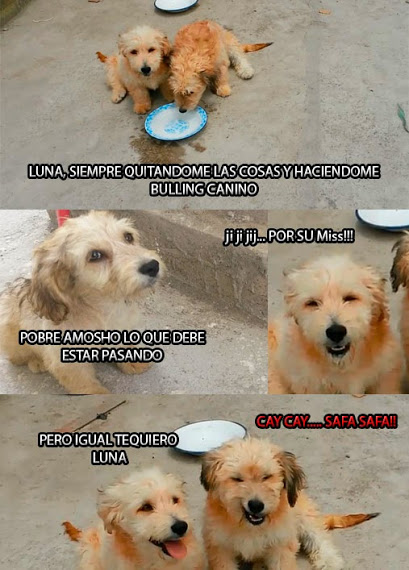 LUNA, SIEMPRE QUITANDOME LAS COSAS Y HACIENDOME
BULLING CANINO
ji ji jij... POR SU Miss!!!
POBRE AMOSHO LO QUE DEBE
ESTAR PASANDO
CAY CAY..... SAFA SAFA!!
PERO IGUAL TEQUIERO
LUNA